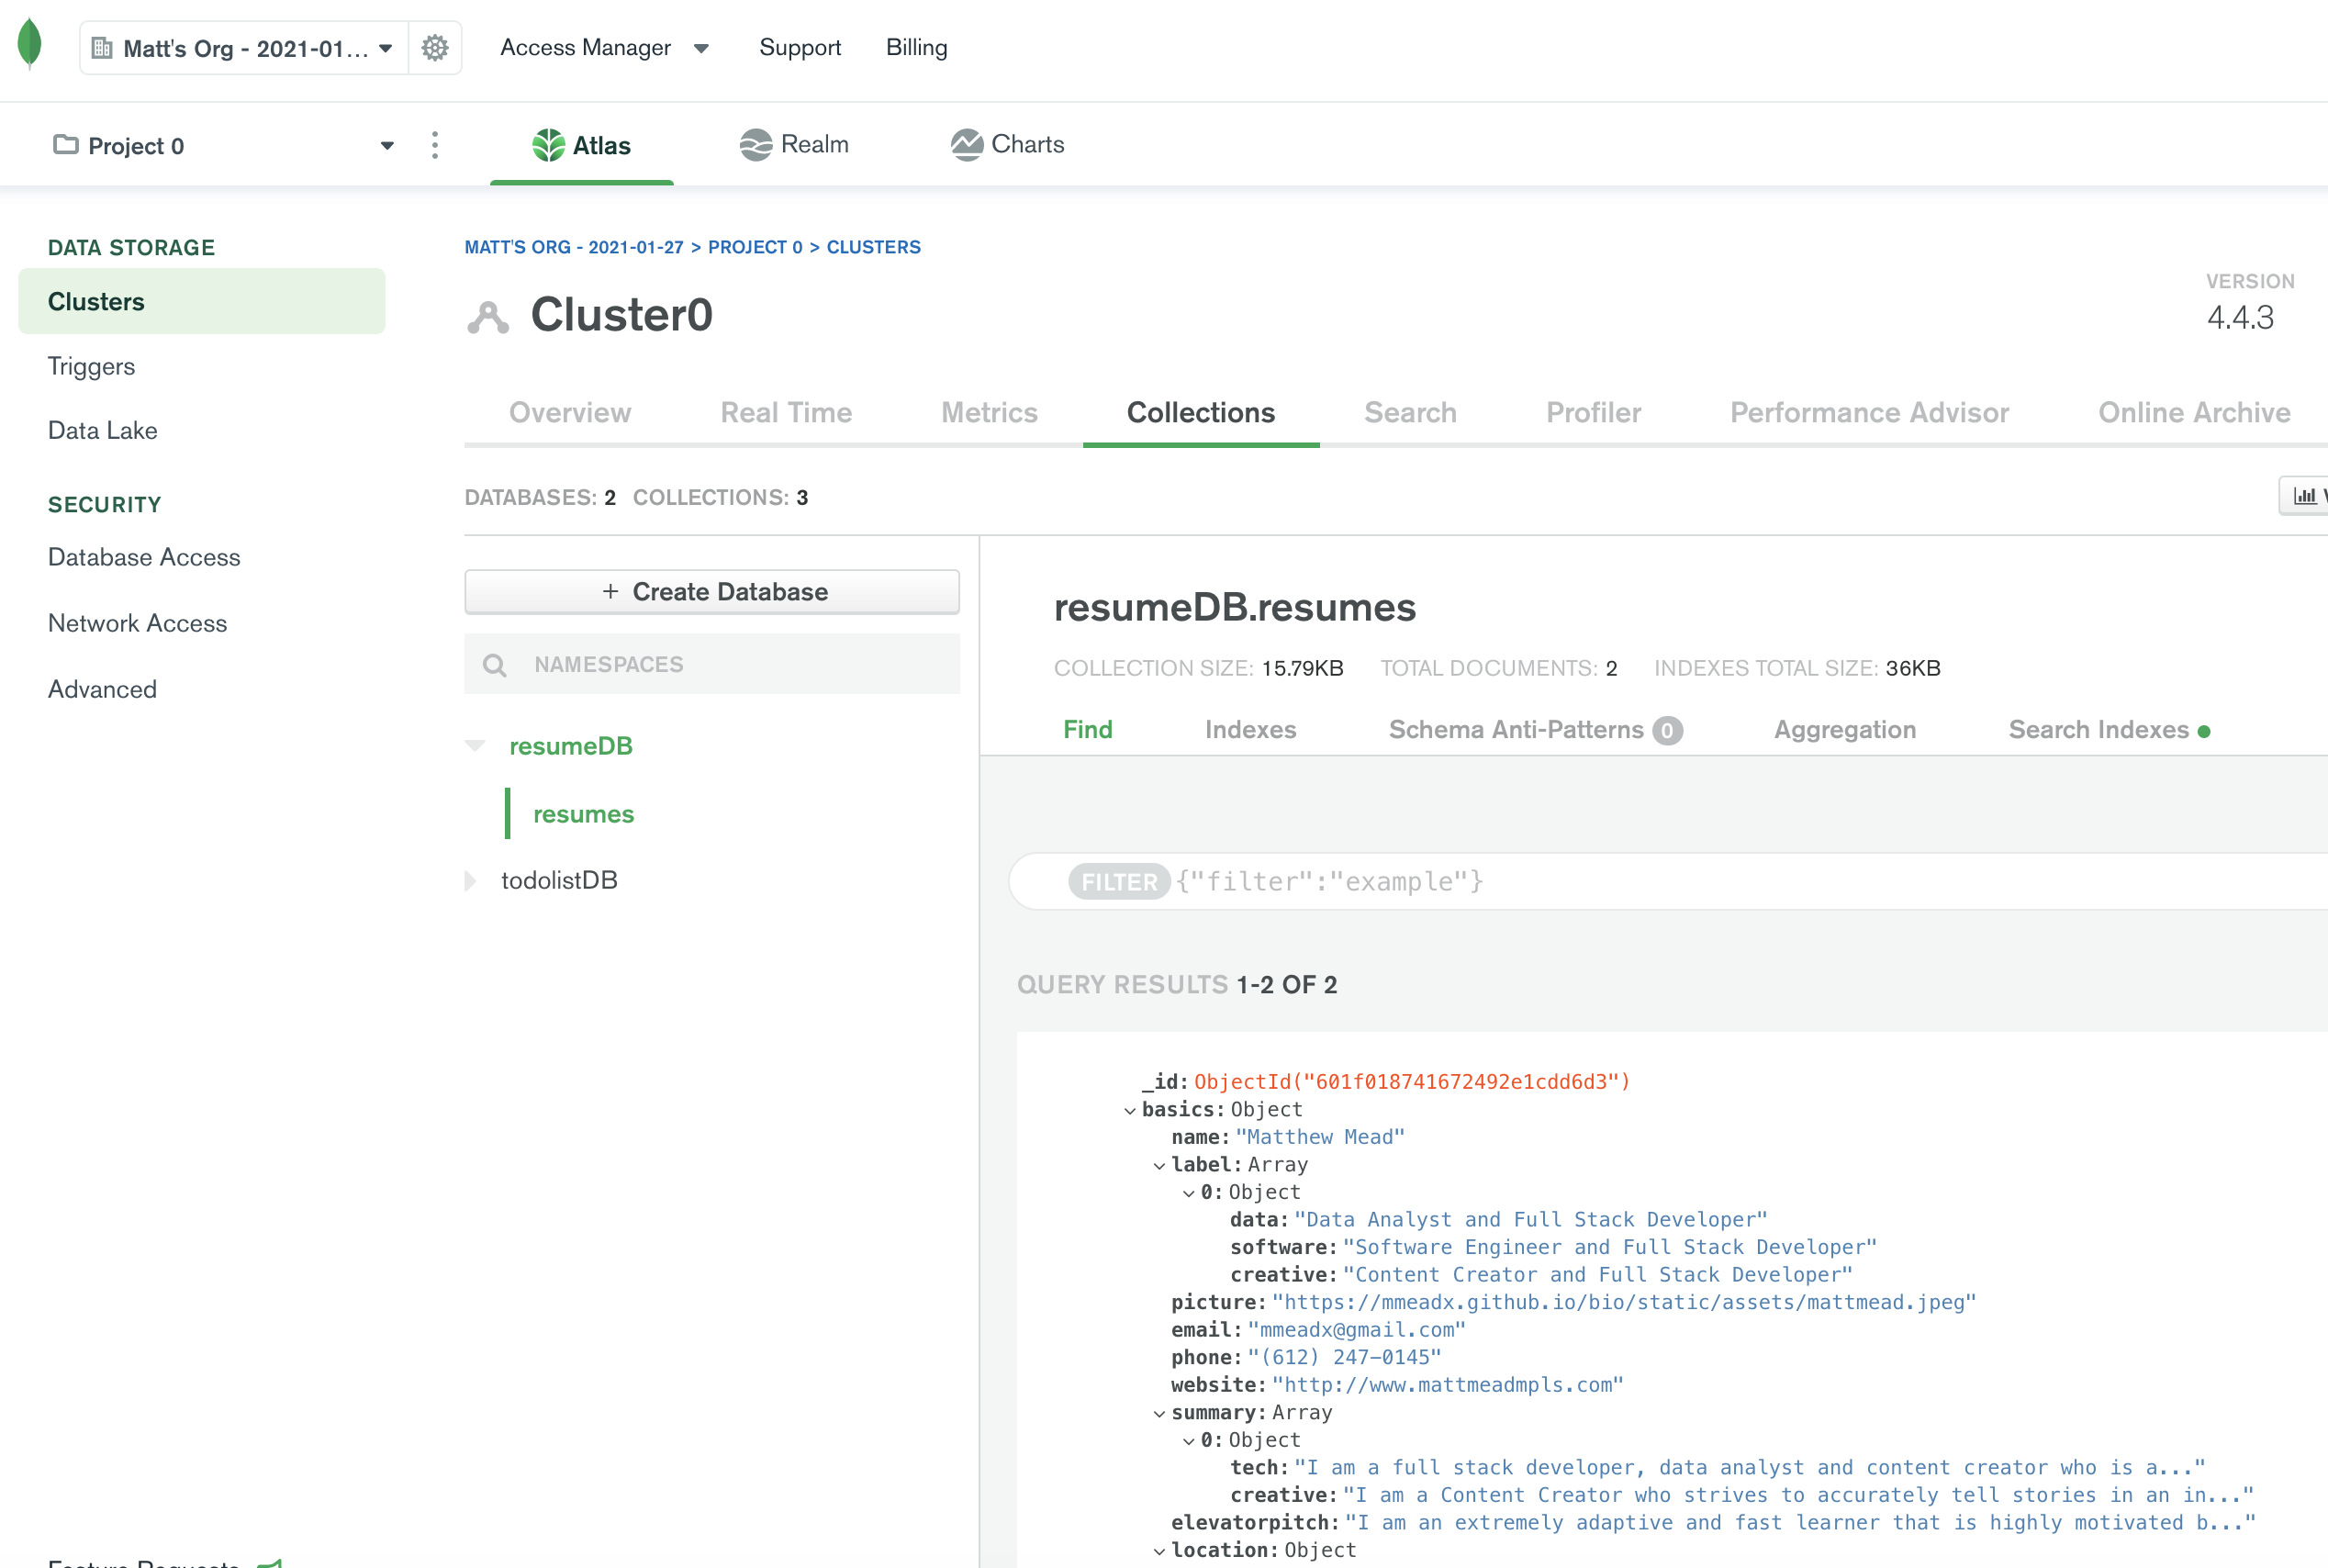 Matt's Org - 2021-01... Access Manager Support Billing
Project 0 Atlas Realm Charts
DATA STORAGE
Clusters
Triggers
Data Lake
SECURITY
Database Access
Network Access
Advanced
Feature Requests
MATT'S ORG - 2021-01-27 > PROJECT 0 > CLUSTERS
Cluster0
VERSION
4.4.3
Overview Real Time Metrics Collections Search Profiler Performance Advisor Online Archive
DATABASES: 2 COLLECTIONS: 3
+ Create Database
NAMESPACES
resumeDB
resumes
todolistDB
resumeDB.resumes
COLLECTION SIZE: 15.79KB TOTAL DOCUMENTS: 2 INDEXES TOTAL SIZE: 36KB
Find Indexes Schema Anti-Patterns 0 Aggregation Search Indexes
FILTER {"filter":"example"}
QUERY RESULTS 1-2 OF 2
_id: ObjectId("601f018741672492e1cdd6d3")
basics: Object
name: "Matthew Mead"
label: Array
0: Object
data: "Data Analyst and Full Stack Developer"
software: "Software Engineer and Full Stack Developer"
creative: "Content Creator and Full Stack Developer"
picture: "https://mmeadx.github.io/bio/static/assets/mattmead.jpeg"
email: "mmeadx@gmail.com"
phone: "(612) 247-0145"
website: "http://www.mattmeadmpls.com"
summary: Array
0: Object
tech: "I am a full stack developer, data analyst and content creator who is a..."
creative: "I am a Content Creator who strives to accurately tell stories in an in..."
elevatorpitch: "I am an extremely adaptive and fast learner that is highly motivated b..."
location: Object